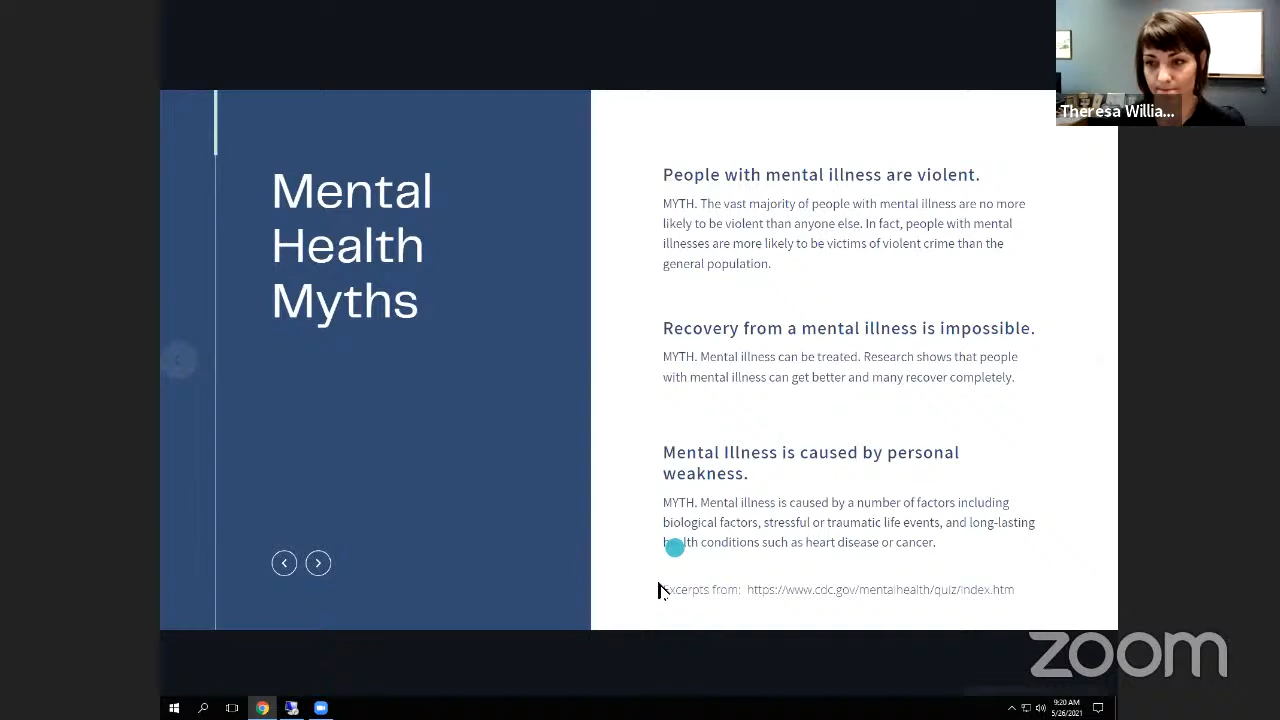 Theresa Willia...
Mental
Health
Myths
People with mental illness are violent.
MYTH. The vast majority of people with mental illness are no more
likely to be violent than anyone else. In fact, people with mental
illnesses are more likely to be victims of violent crime than the
general population.
Recovery from a mental illness is impossible.
MYTH. Mental illness can be treated. Research shows that people
with mental illness can get better and many recover completely.
Mental Illness is caused by personal
weakness.
MYTH. Mental illness is caused by a number of factors including
biological factors, stressful or traumatic life events, and long-lasting
health conditions such as heart disease or cancer.
Excerpts from: https://www.cdc.gov/mentalhealth/quiz/index.htm
zoom
9:20 AM
5/26/2021